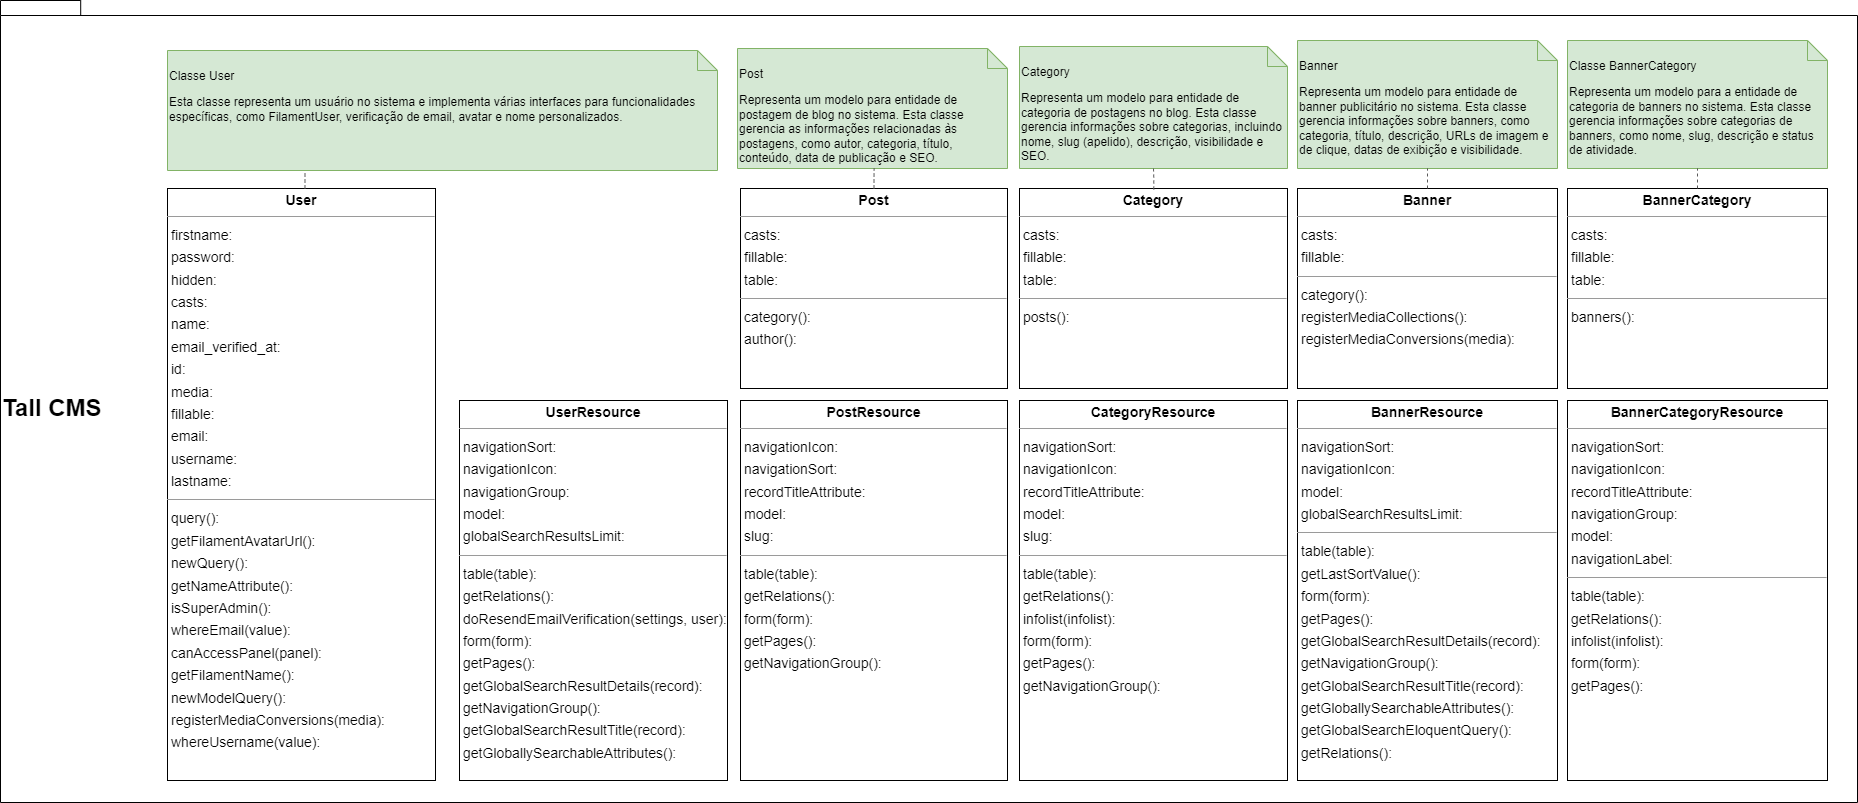 Tall CMS
Classe User
Esta classe representa um usuário no sistema e implementa várias interfaces para funcionalidades
específicas, como FilamentUser, verificação de email, avatar e nome personalizados.
Post
Representa um modelo para entidade de
postagem de blog no sistema. Esta classe
gerencia as informações relacionadas às
postagens, como autor, categoria, título,
conteúdo, data de publicação e SEO.
Category
Representa um modelo para entidade de
categoria de postagens no blog. Esta classe
gerencia informações sobre categorias, incluindo
nome, slug (apelido), descrição, visibilidade e
SEO.
Banner
Representa um modelo para entidade de
banner publicitário no sistema. Esta classe
gerencia informações sobre banners, como
categoria, título, descrição, URLs de imagem e
de clique, datas de exibição e visibilidade.
Classe BannerCategory
Representa um modelo para a entidade de
categoria de banners no sistema. Esta classe
gerencia informações sobre categorias de
banners, como nome, slug, descrição e status
de atividade.
User
firstname:
password:
hidden:
casts:
name:
email_verified_at:
id:
media:
fillable:
email:
username:
lastname:
query():
getFilamentAvatarUrl():
newQuery():
getNameAttribute():
isSuperAdmin():
whereEmail(value):
canAccessPanel(panel):
getFilamentName():
newModelQuery():
registerMediaConversions(media):
whereUsername(value):
Post
casts:
fillable:
table:
category():
author():
Category
casts:
fillable:
table:
posts():
Banner
casts:
fillable:
category():
registerMediaCollections():
registerMediaConversions(media):
BannerCategory
casts:
fillable:
table:
banners():
UserResource
navigationSort:
navigationIcon:
navigationGroup:
model:
globalSearchResultsLimit:
table(table):
getRelations():
doResendEmailVerification(settings, user):
form(form):
getPages():
getGlobalSearchResultDetails(record):
getNavigationGroup():
getGlobalSearchResultTitle(record):
getGloballySearchableAttributes():
PostResource
navigationIcon:
navigationSort:
recordTitleAttribute:
model:
slug:
table(table):
getRelations():
form(form):
getPages():
getNavigationGroup():
CategoryResource
navigationSort:
navigationIcon:
recordTitleAttribute:
model:
slug:
table(table):
getRelations():
infolist(infolist):
form(form):
getPages():
getNavigationGroup():
BannerResource
navigationSort:
navigationIcon:
model:
globalSearchResultsLimit:
table(table):
getLastSortValue():
form(form):
getPages():
getGlobalSearchResultDetails(record):
getNavigationGroup():
getGlobalSearchResultTitle(record):
getGloballySearchableAttributes():
getGlobalSearchEloquentQuery():
getRelations():
BannerCategoryResource
navigationSort:
navigationIcon:
recordTitleAttribute:
navigationGroup:
model:
navigationLabel:
table(table):
getRelations():
infolist(infolist):
form(form):
getPages():